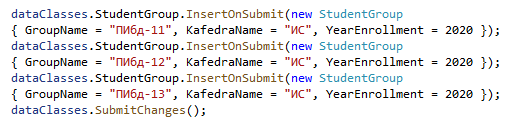 dataClasses.StudentGroup.InsertOnSubmit(new StudentGroup
{ GroupName = "ПИбд-11", KafedraName = "ИС", YearEnrollment = 2020 });
dataClasses.StudentGroup.InsertOnSubmit(new StudentGroup
{ GroupName = "ПИбд-12", KafedraName = "ИС", YearEnrollment = 2020 });
dataClasses.StudentGroup.InsertOnSubmit(new StudentGroup
{ GroupName = "ПИбд-13", KafedraName = "ИС", YearEnrollment = 2020 });
dataClasses.SubmitChanges();